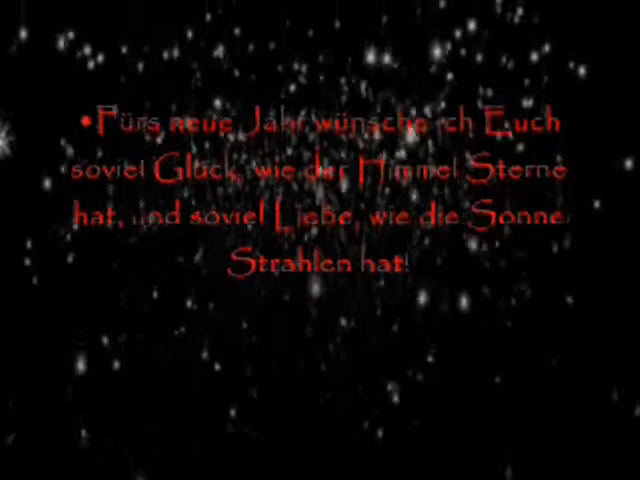 •Fürs neue Jahr wünsche ich Euch
soviel Glück, wie der Himmel Sterne
hat, und soviel Liebe, wie die Sonne
Strahlen hat!